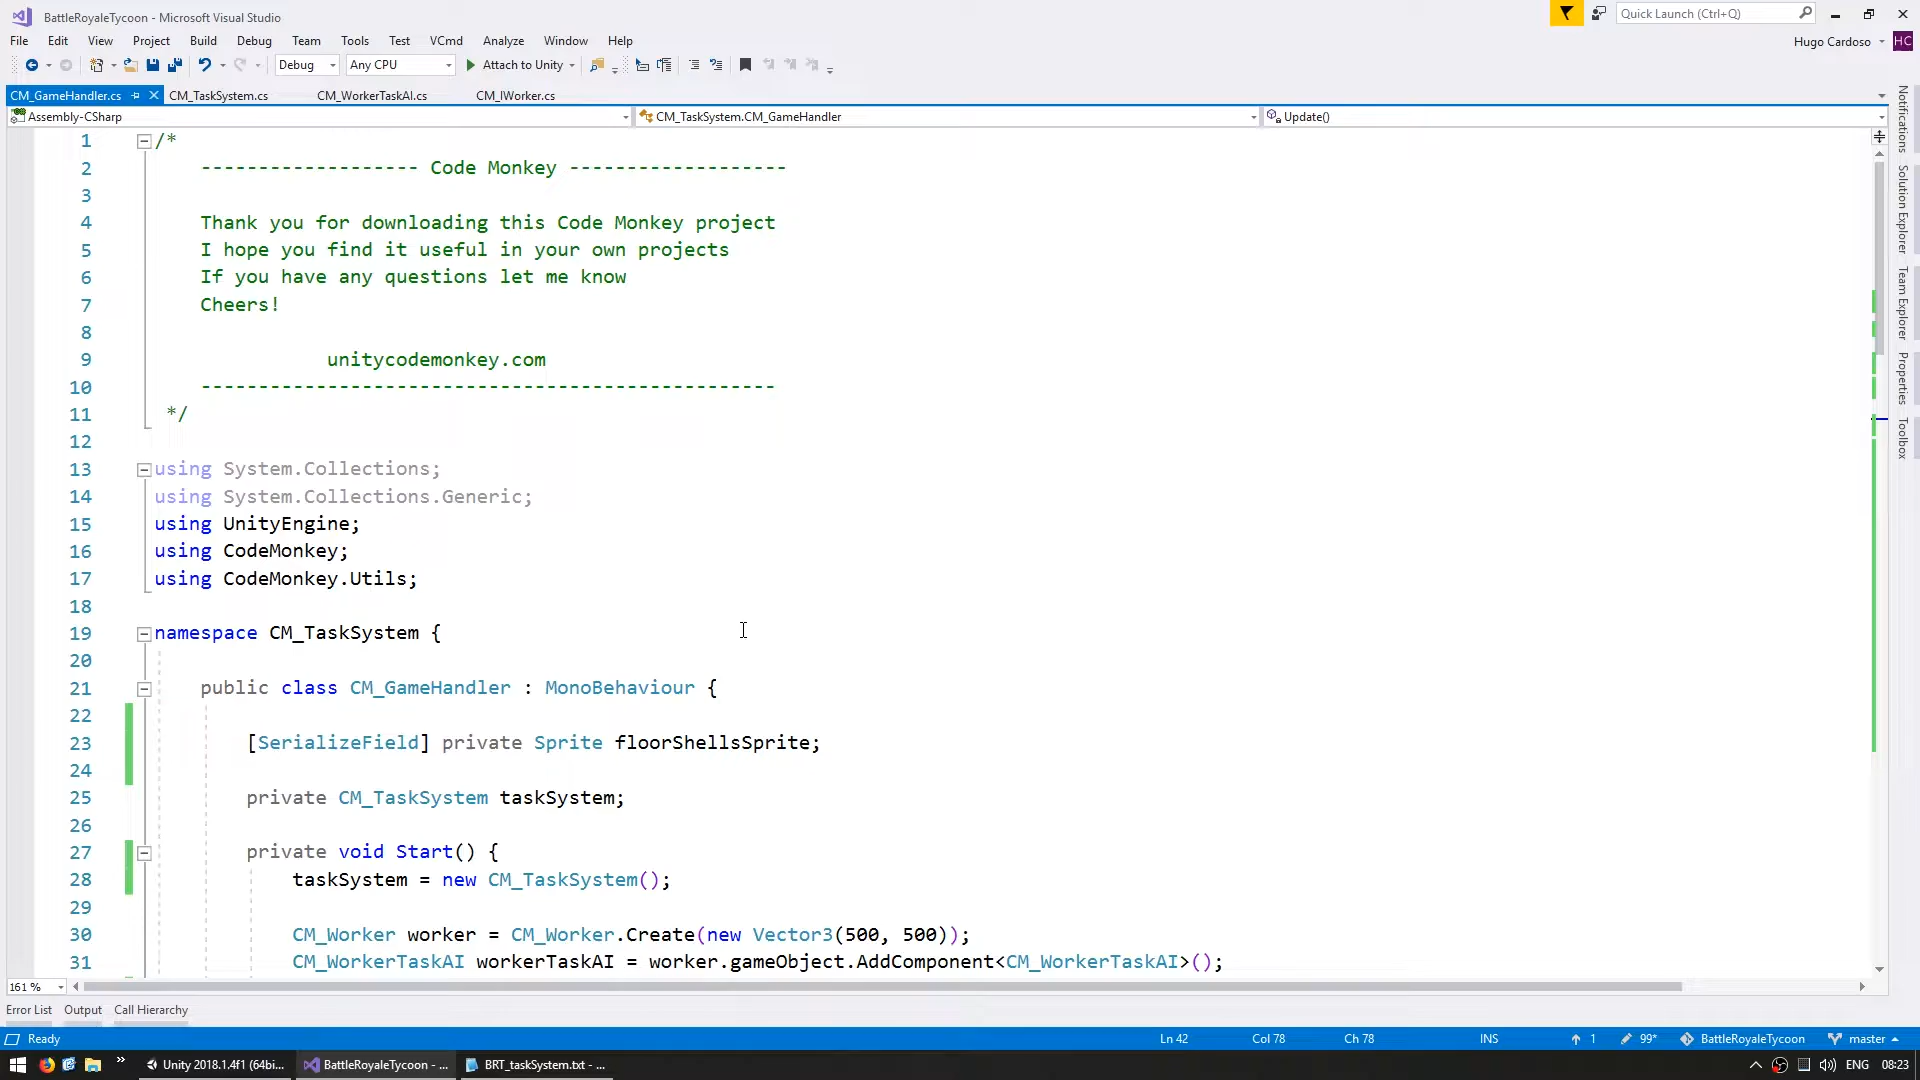 BattleRoyaleTycoon - Microsoft Visual Studio
Quick Launch (Ctrl+Q)
File Edit View Project Build Debug Team Tools Test VCmd Analyze Window Help
Hugo Cardoso HC
Debug Any CPU Attach to Unity
CM_GameHandler.cs CM_TaskSystem.cs CM_WorkerTaskAI.cs CM_IWorker.cs
Assembly-CSharp CM_TaskSystem.CM_GameHandler Update()
1 /*
2 ------------------- Code Monkey -------------------
3
4 Thank you for downloading this Code Monkey project
5 I hope you find it useful in your own projects
6 If you have any questions let me know
7 Cheers!
8
9 unitycodemonkey.com
10 --------------------------------------------------
11 */
12
13 using System.Collections;
14 using System.Collections.Generic;
15 using UnityEngine;
16 using CodeMonkey;
17 using CodeMonkey.Utils;
18
19 namespace CM_TaskSystem {
20
21 public class CM_GameHandler : MonoBehaviour {
22
23 [SerializeField] private Sprite floorShellsSprite;
24
25 private CM_TaskSystem taskSystem;
26
27 private void Start() {
28 taskSystem = new CM_TaskSystem();
29
30 CM_Worker worker = CM_Worker.Create(new Vector3(500, 500));
31 CM_WorkerTaskAI workerTaskAI = worker.gameObject.AddComponent<CM_WorkerTaskAI>();
Notifications
Solution Explorer
Team Explorer
Properties
Toolbox
161 %
Error List Output Call Hierarchy
Ready Ln 42 Col 78 Ch 78 INS 1 99* BattleRoyaleTycoon master
Unity 2018.1.4f1 (64bi... BattleRoyaleTycoon - ... BRT_taskSystem.txt - ... ENG 08:23